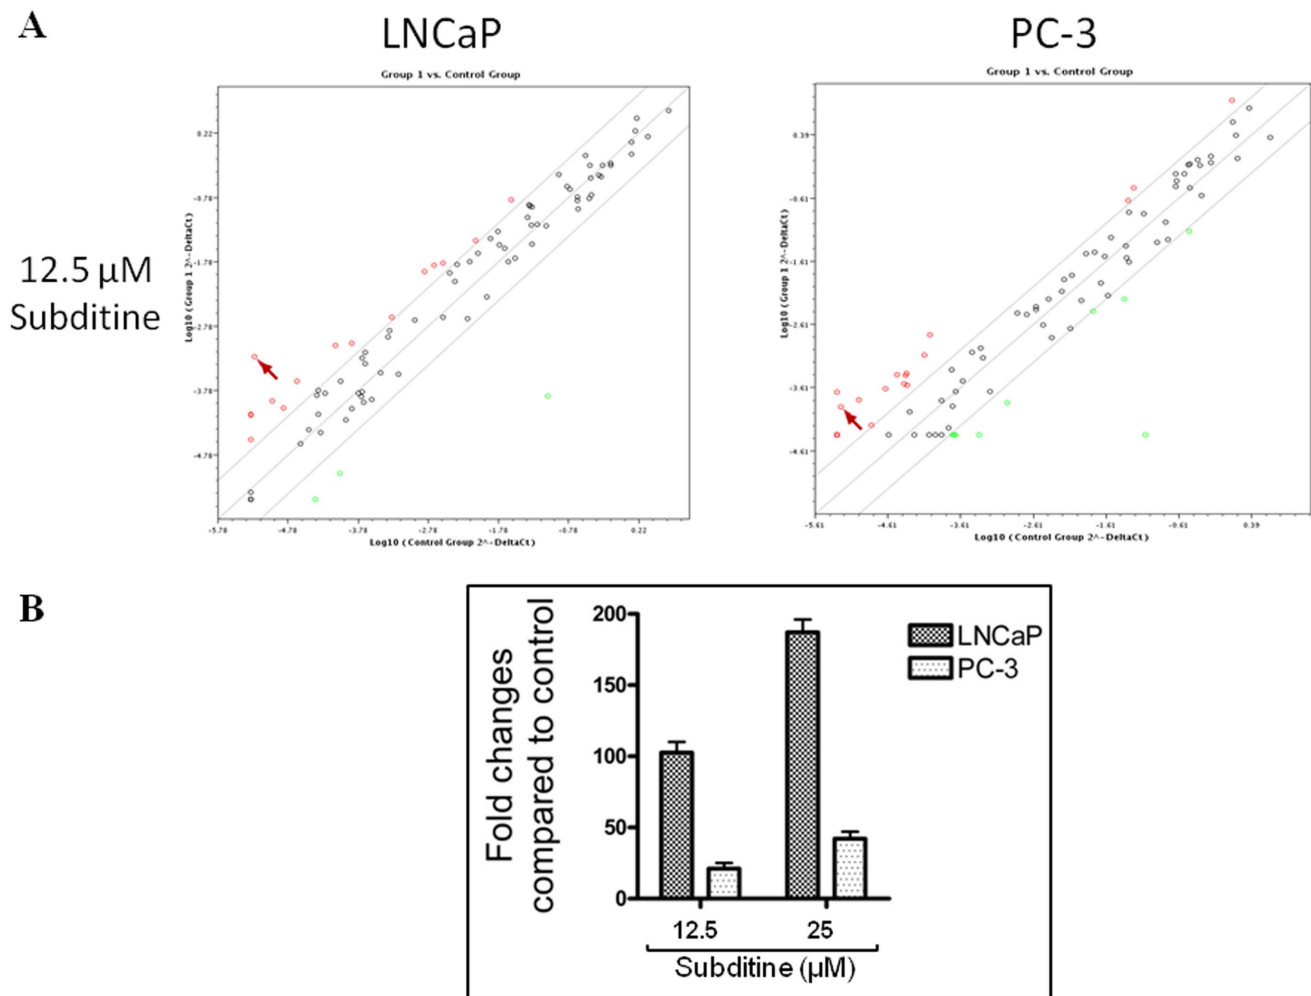 A
LNCaP
PC-3
Group 1 vs. Control Group
Group 1 vs. Control Group
12.5 µM
Subditine
Log10 (Group 1 2^-DeltaCt)
0.22
-0.78
-1.78
-2.78
-3.78
-4.78
-5.78
-4.78
-3.78
-2.78
-1.78
-0.78
0.22
Log10 (Control Group 2^-DeltaCt)
Log10 (Group 1 2^-DeltaCt)
0.39
-0.61
-1.61
-2.61
-3.61
-4.61
-5.61
-4.61
-3.61
-2.61
-1.61
-0.61
0.39
Log10 (Control Group 2^-DeltaCt)
B
Fold changes
compared to control
200
150
100
50
0
LNCaP
PC-3
12.5
25
Subditine (µM)